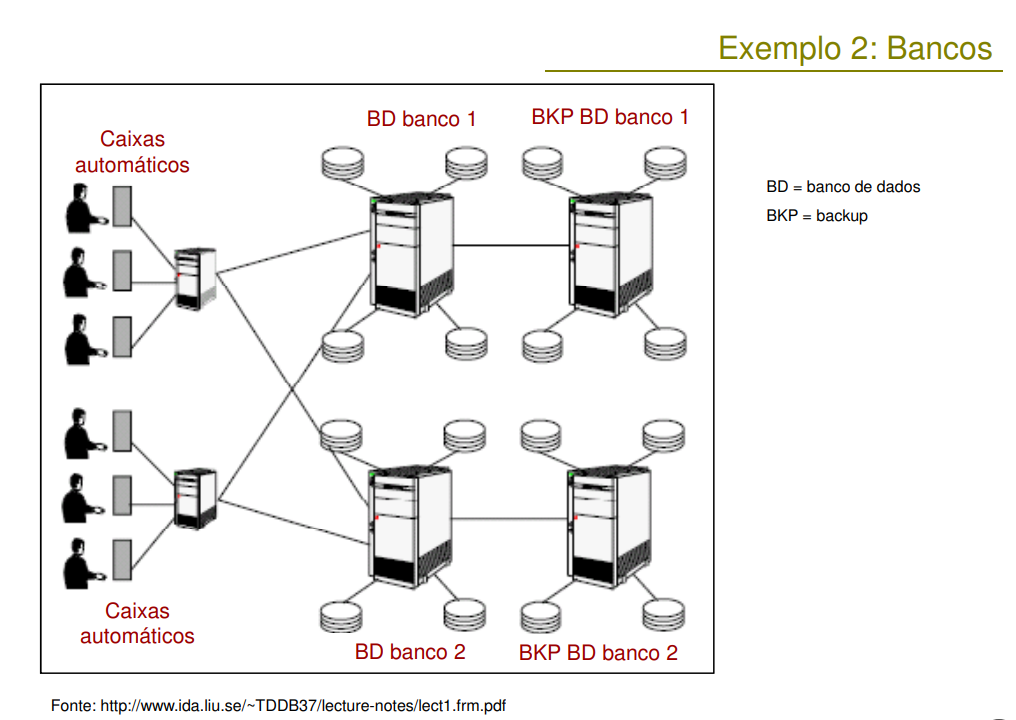 Exemplo 2: Bancos
BD banco 1
BKP BD banco 1
Caixas
automáticos
BD = banco de dados
BKP = backup
Caixas
automáticos
BD banco 2
BKP BD banco 2
Fonte: http://www.ida.liu.se/~TDDB37/lecture-notes/lect1.frm.pdf